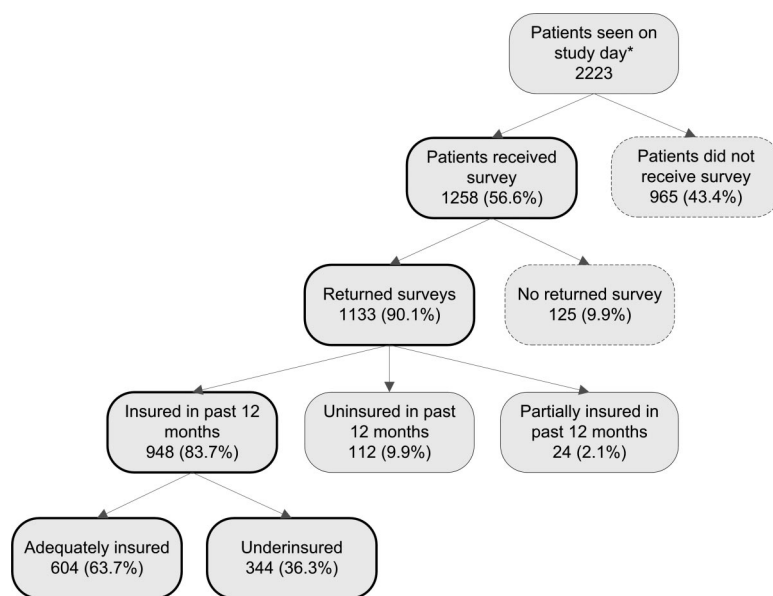 Patients seen on
study day*
2223
Patients received
survey
1258 (56.6%)
Patients did not
receive survey
965 (43.4%)
Returned surveys
1133 (90.1%)
No returned survey
125 (9.9%)
Insured in past 12
months
948 (83.7%)
Uninsured in past
12 months
112 (9.9%)
Partially insured in
past 12 months
24 (2.1%)
Adequately insured
604 (63.7%)
Underinsured
344 (36.3%)